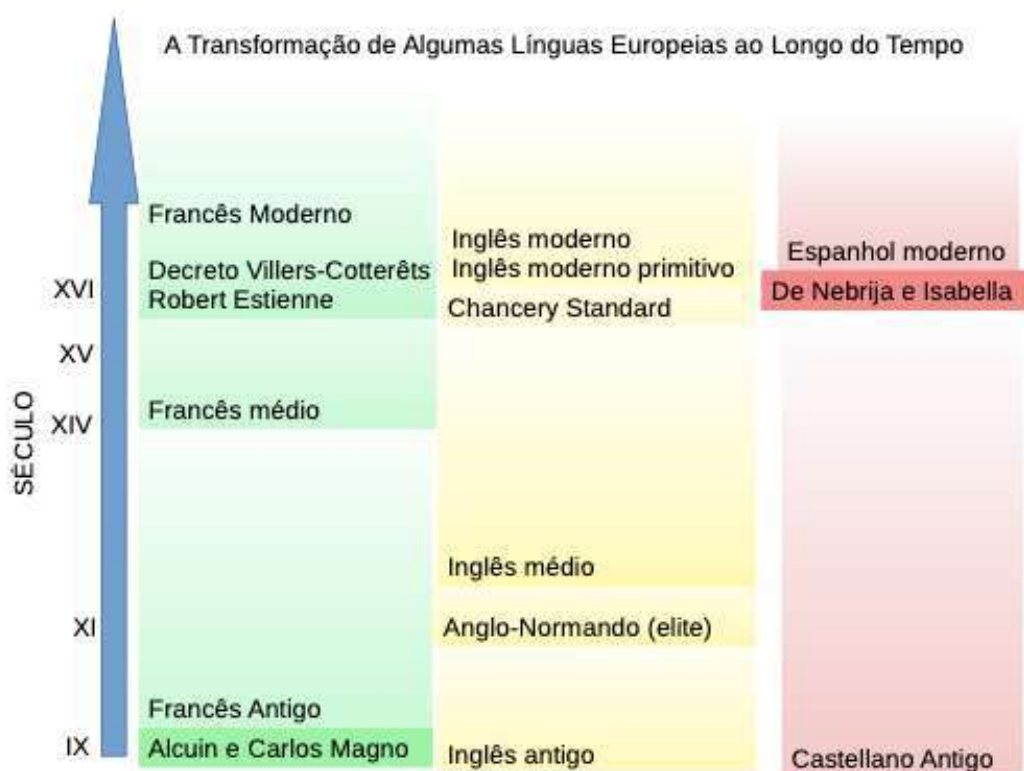 A Transformação de Algumas Línguas Europeias ao Longo do Tempo
SÉCULO
XVI
XV
XIV
XI
IX
Francês Moderno
Decreto Villers-Cotterêts
Robert Estienne
Francês médio
Francês Antigo
Alcuin e Carlos Magno
Inglês moderno
Inglês moderno primitivo
Chancery Standard
Inglês médio
Anglo-Normando (elite)
Inglês antigo
Espanhol moderno
De Nebrija e Isabella
Castellano Antigo